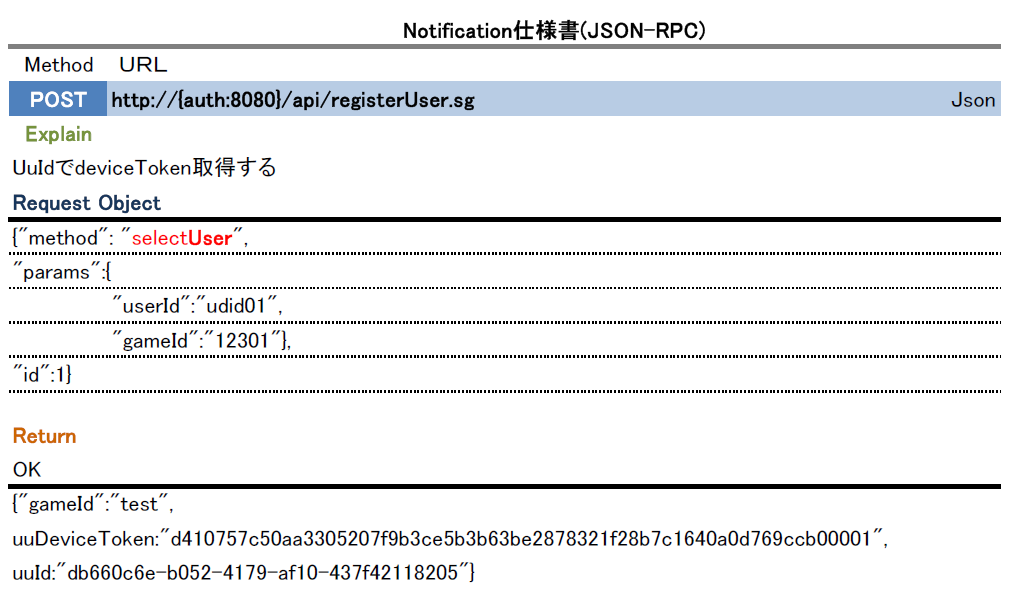 Notification仕様書(JSON-RPC)
Method URL
POST http://{auth:8080}/api/registerUser.sg Json
Explain
UuIdでdeviceToken取得する
Request Object
{"method": "selectUser",
"params":{
"userId":"udid01",
"gameId":"12301"},
"id":1}
Return
OK
{"gameId":"test",
uuDeviceToken:"d410757c50aa3305207f9b3ce5b3b63be2878321f28b7c1640a0d769ccb00001",
uuId:"db660c6e-b052-4179-af10-437f42118205"}